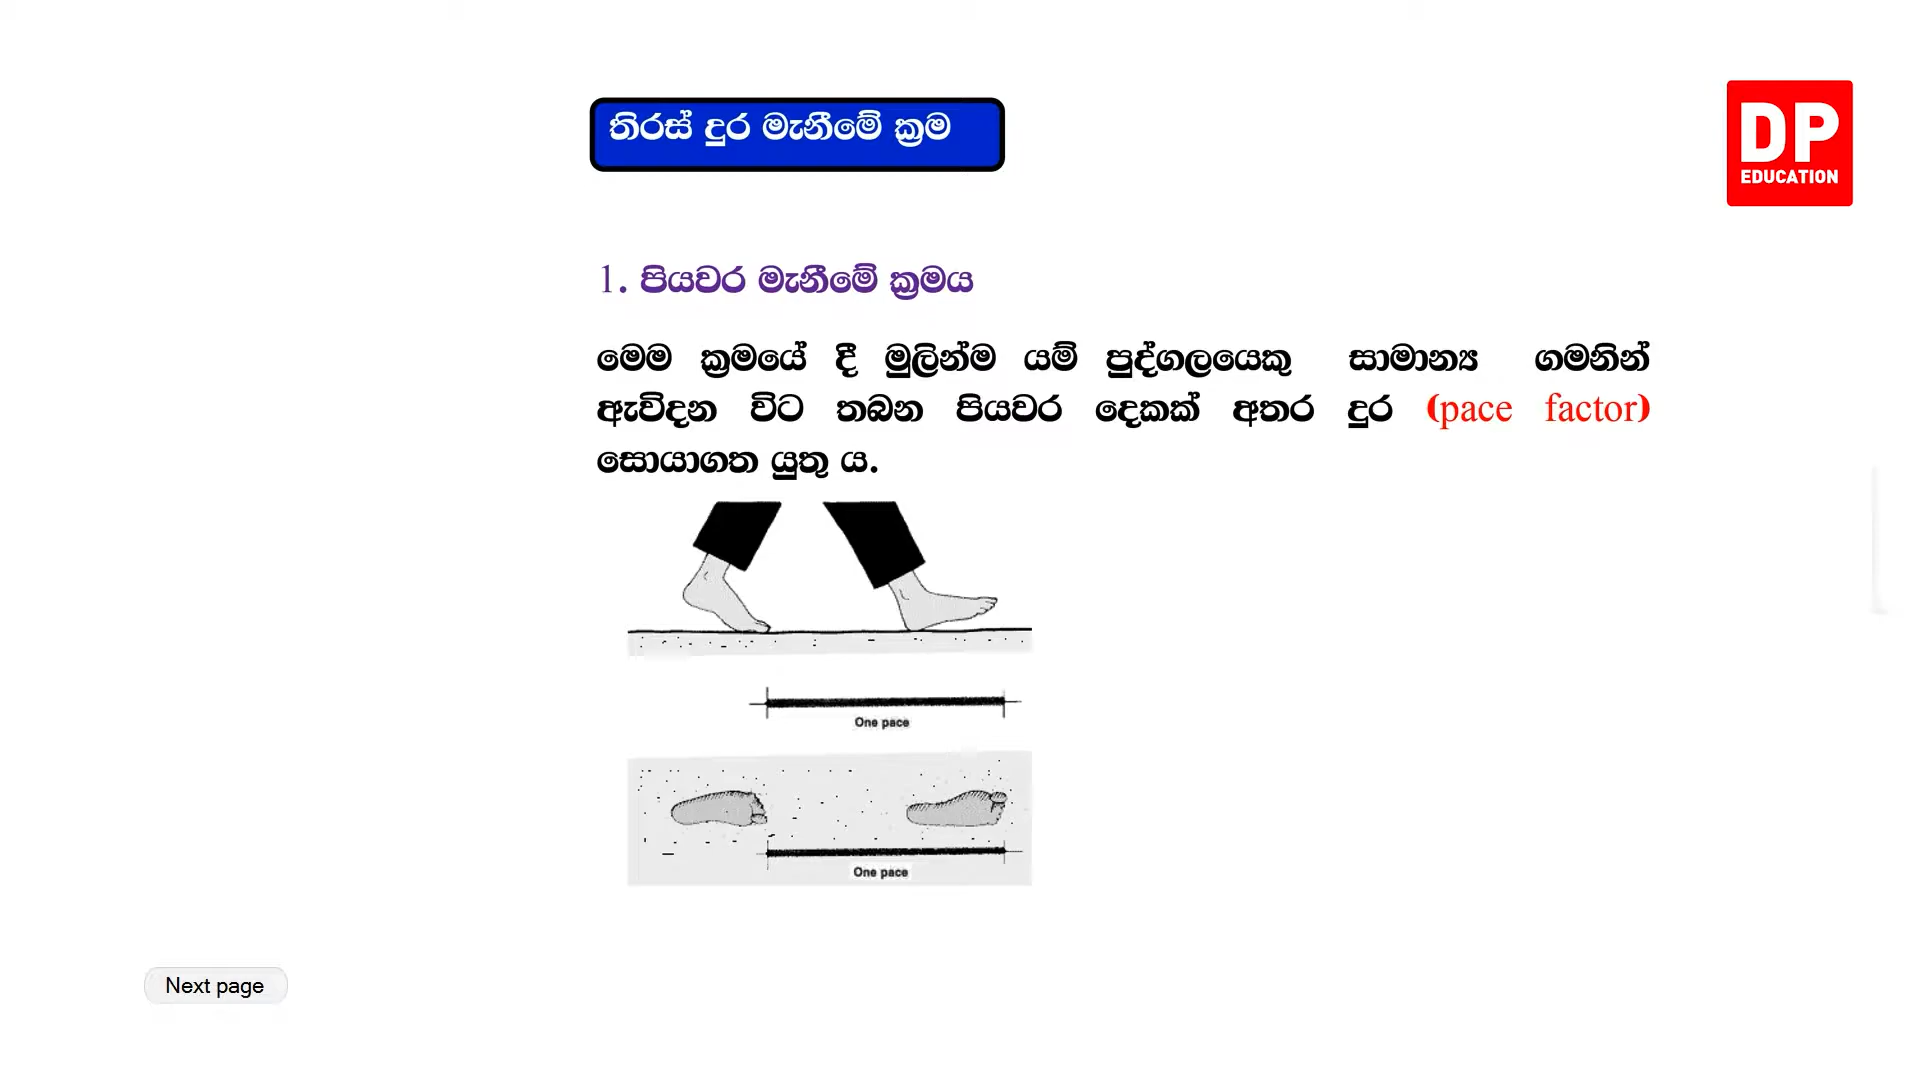 තිරස් දුර මැනීමේ ක්‍රම
DP
EDUCATION
1. පියවර මැනීමේ ක්‍රමය
මෙම ක්‍රමයේ දී මුලින්ම යම් පුද්ගලයෙකු සාමාන්‍ය ගමනින්
ඇවිදන විට තබන පියවර දෙකක් අතර දුර (pace factor)
සොයාගත යුතු ය.
One pace
One pace
Next page